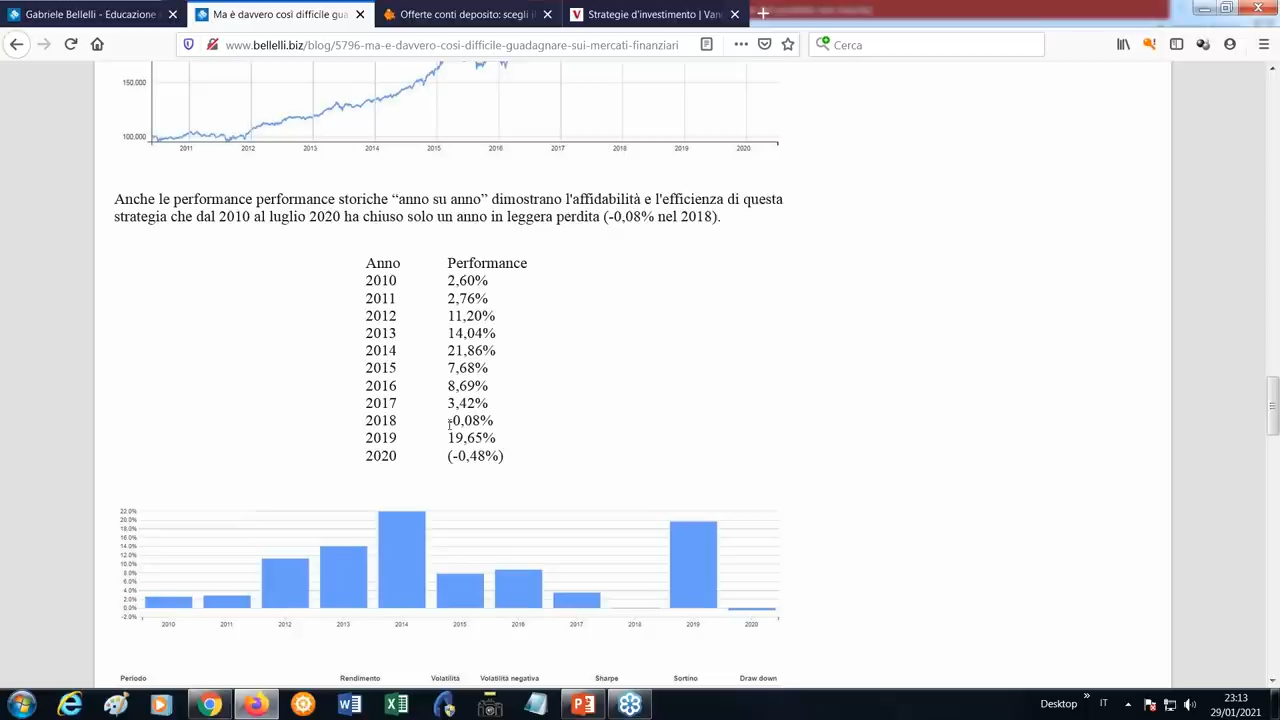 Gabriele Bellelli - Educazione
Ma è davvero così difficile gua
Offerte conti deposito: scegli i
Strategie d'investimento | Van
www.bellelli.biz/blog/5796-ma-e-davvero-cosi-difficile-guadagnare-sui-mercati-finanziari
Cerca
150.000
100.000
2011 2012 2013 2014 2015 2016 2017 2018 2019 2020
Anche le performance performance storiche “anno su anno” dimostrano l'affidabilità e l'efficienza di questa
strategia che dal 2010 al luglio 2020 ha chiuso solo un anno in leggera perdita (-0,08% nel 2018).
Anno Performance
2010 2,60%
2011 2,76%
2012 11,20%
2013 14,04%
2014 21,86%
2015 7,68%
2016 8,69%
2017 3,42%
2018 -0,08%
2019 19,65%
2020 (-0,48%)
22.0%
20.0%
18.0%
16.0%
14.0%
12.0%
10.0%
8.0%
6.0%
4.0%
2.0%
0.0%
-2.0%
2010 2011 2012 2013 2014 2015 2016 2017 2018 2019 2020
Periodo Rendimento Volatilità Volatilità negativa Sharpe Sortino Draw down
Desktop
IT
23:13
29/01/2021